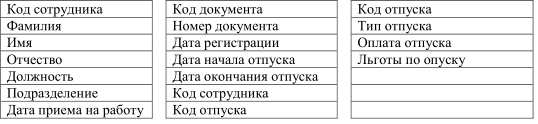 Код сотрудника
Фамилия
Имя
Отчество
Должность
Подразделение
Дата приема на работу
Код документа
Номер документа
Дата регистрации
Дата начала отпуска
Дата окончания отпуска
Код сотрудника
Код отпуска
Код отпуска
Тип отпуска
Оплата отпуска
Льготы по опуску